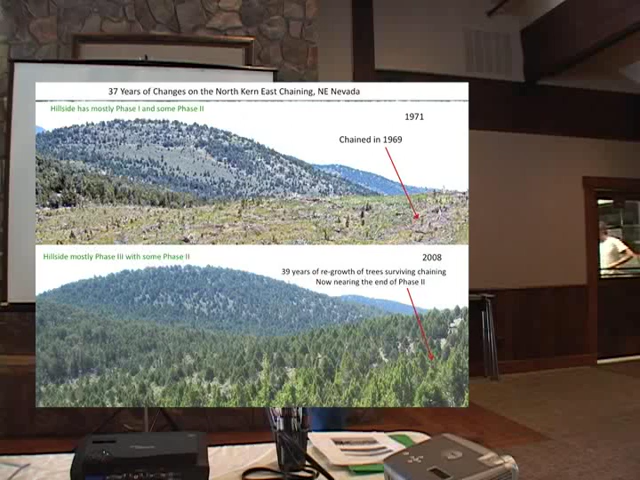 37 Years of Changes on the North Kern East Chaining, NE Nevada
Hillside has mostly Phase I and some Phase II
1971
Chained in 1969
Hillside mostly Phase III with some Phase II
2008
39 years of re-growth of trees surviving chaining
Now nearing the end of Phase II